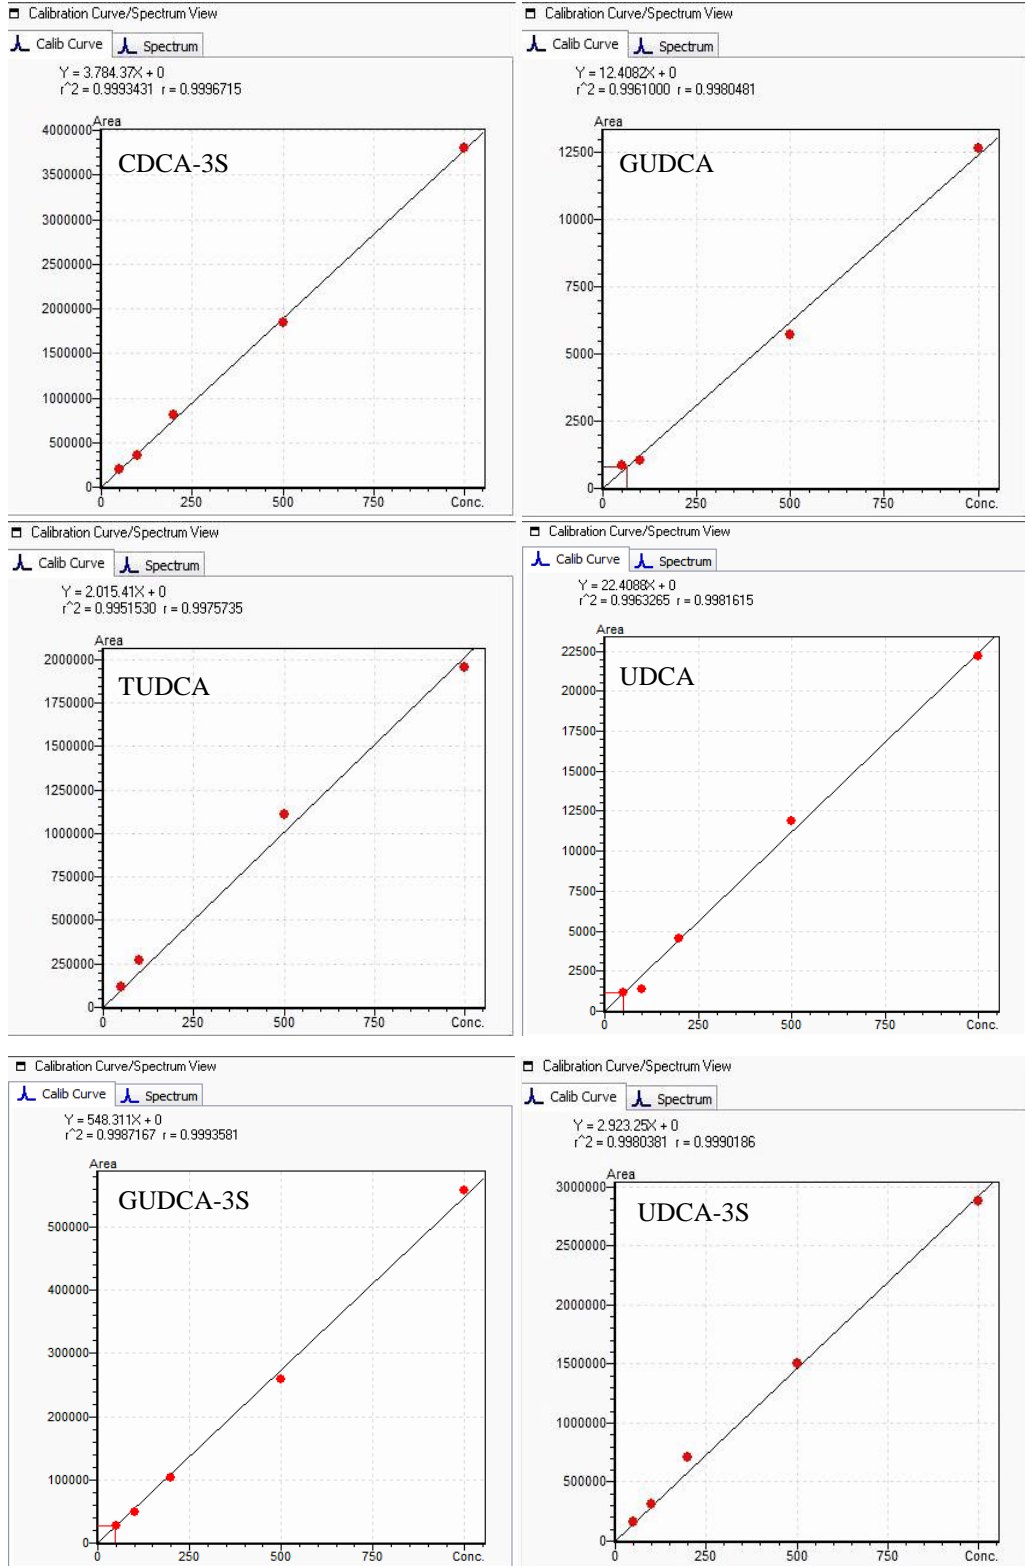 Calibration Curve/Spectrum View
Calib Curve Spectrum
Y = 3.784.37X + 0
r^2 = 0.9993431 r = 0.9996715
Area
CDCA-3S
4000000
3500000
3000000
2500000
2000000
1500000
1000000
500000
0
0 250 500 750 Conc.
Calibration Curve/Spectrum View
Calib Curve Spectrum
Y = 12.4082X + 0
r^2 = 0.9961000 r = 0.9980481
Area
GUDCA
12500
10000
7500
5000
2500
0
0 250 500 750 Conc.
Calibration Curve/Spectrum View
Calib Curve Spectrum
Y = 2.015.41X + 0
r^2 = 0.9951530 r = 0.9975735
Area
TUDCA
2000000
1750000
1500000
1250000
1000000
750000
500000
250000
0
0 250 500 750 Conc.
Calibration Curve/Spectrum View
Calib Curve Spectrum
Y = 22.4088X + 0
r^2 = 0.9963265 r = 0.9981615
Area
UDCA
22500
20000
17500
15000
12500
10000
7500
5000
2500
0
0 250 500 750 Conc.
Calibration Curve/Spectrum View
Calib Curve Spectrum
Y = 548.311X + 0
r^2 = 0.9987167 r = 0.9993581
Area
GUDCA-3S
500000
400000
300000
200000
100000
0
0 250 500 750 Conc.
Calibration Curve/Spectrum View
Calib Curve Spectrum
Y = 2.923.25X + 0
r^2 = 0.9980381 r = 0.9990186
Area
UDCA-3S
3000000
2500000
2000000
1500000
1000000
500000
0
0 250 500 750 Conc.